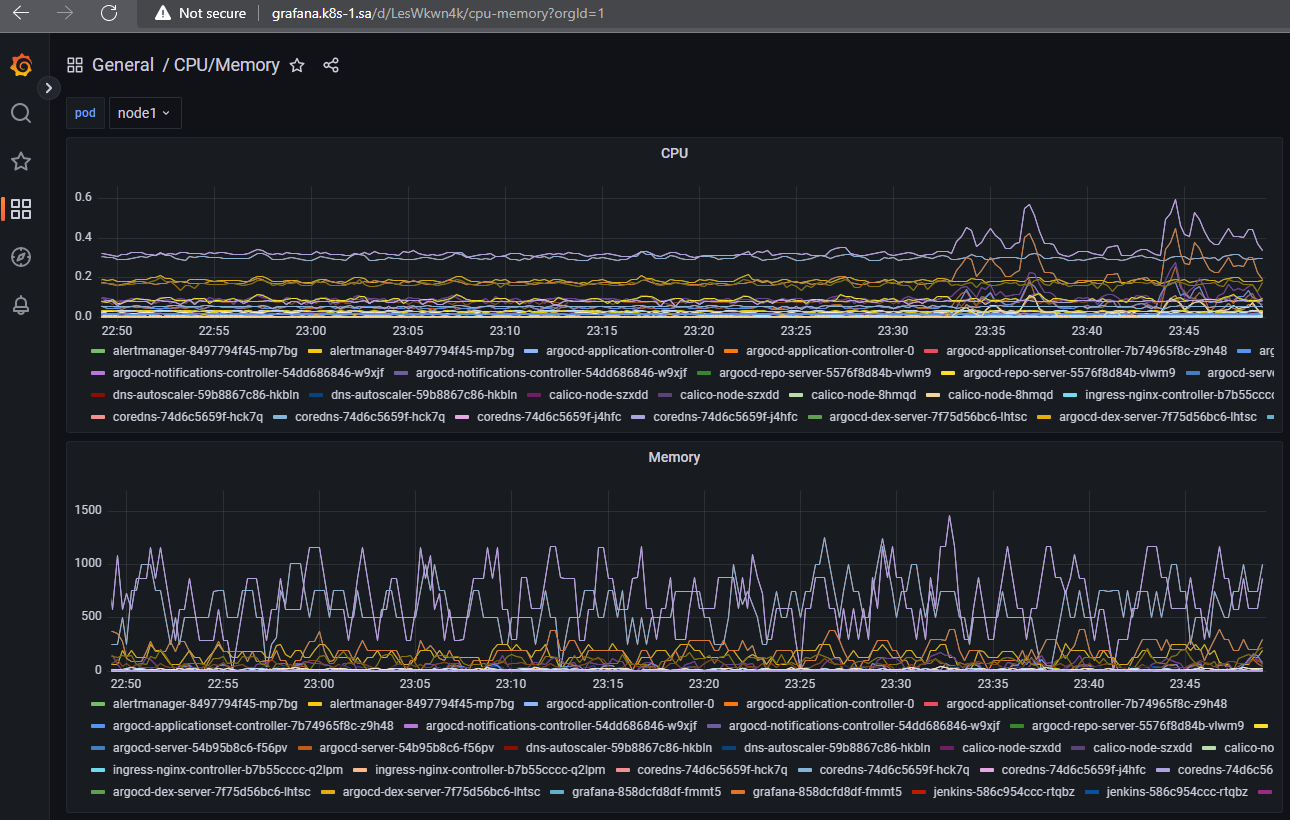 Not secure grafana.k8s-1.sa/d/LesWkwn4k/cpu-memory?orgId=1
General / CPU/Memory
pod node1
CPU
0.6
0.4
0.2
0.0
22:50 22:55 23:00 23:05 23:10 23:15 23:20 23:25 23:30 23:35 23:40 23:45
alertmanager-8497794f45-mp7bg alertmanager-8497794f45-mp7bg argocd-application-controller-0 argocd-application-controller-0 argocd-applicationset-controller-7b74965f8c-z9h48 arg
argocd-notifications-controller-54dd686846-w9xjf argocd-notifications-controller-54dd686846-w9xjf argocd-repo-server-5576f8d84b-vlwm9 argocd-repo-server-5576f8d84b-vlwm9 argocd-serve
dns-autoscaler-59b8867c86-hkbln dns-autoscaler-59b8867c86-hkbln calico-node-szxdd calico-node-szxdd calico-node-8hmqd calico-node-8hmqd ingress-nginx-controller-b7b55cccc
coredns-74d6c5659f-hck7q coredns-74d6c5659f-hck7q coredns-74d6c5659f-j4hfc coredns-74d6c5659f-j4hfc argocd-dex-server-7f75d56bc6-lhtsc argocd-dex-server-7f75d56bc6-lhtsc
Memory
1500
1000
500
0
22:50 22:55 23:00 23:05 23:10 23:15 23:20 23:25 23:30 23:35 23:40 23:45
alertmanager-8497794f45-mp7bg alertmanager-8497794f45-mp7bg argocd-application-controller-0 argocd-application-controller-0 argocd-applicationset-controller-7b74965f8c-z9h48
argocd-applicationset-controller-7b74965f8c-z9h48 argocd-notifications-controller-54dd686846-w9xjf argocd-notifications-controller-54dd686846-w9xjf argocd-repo-server-5576f8d84b-vlwm9
argocd-server-54b95b8c6-f56pv argocd-server-54b95b8c6-f56pv dns-autoscaler-59b8867c86-hkbln dns-autoscaler-59b8867c86-hkbln calico-node-szxdd calico-node-szxdd calico-no
ingress-nginx-controller-b7b55cccc-q2lpm ingress-nginx-controller-b7b55cccc-q2lpm coredns-74d6c5659f-hck7q coredns-74d6c5659f-hck7q coredns-74d6c5659f-j4hfc coredns-74d6c56
argocd-dex-server-7f75d56bc6-lhtsc argocd-dex-server-7f75d56bc6-lhtsc grafana-858dcfd8df-fmmt5 grafana-858dcfd8df-fmmt5 jenkins-586c954ccc-rtqbz jenkins-586c954ccc-rtqbz